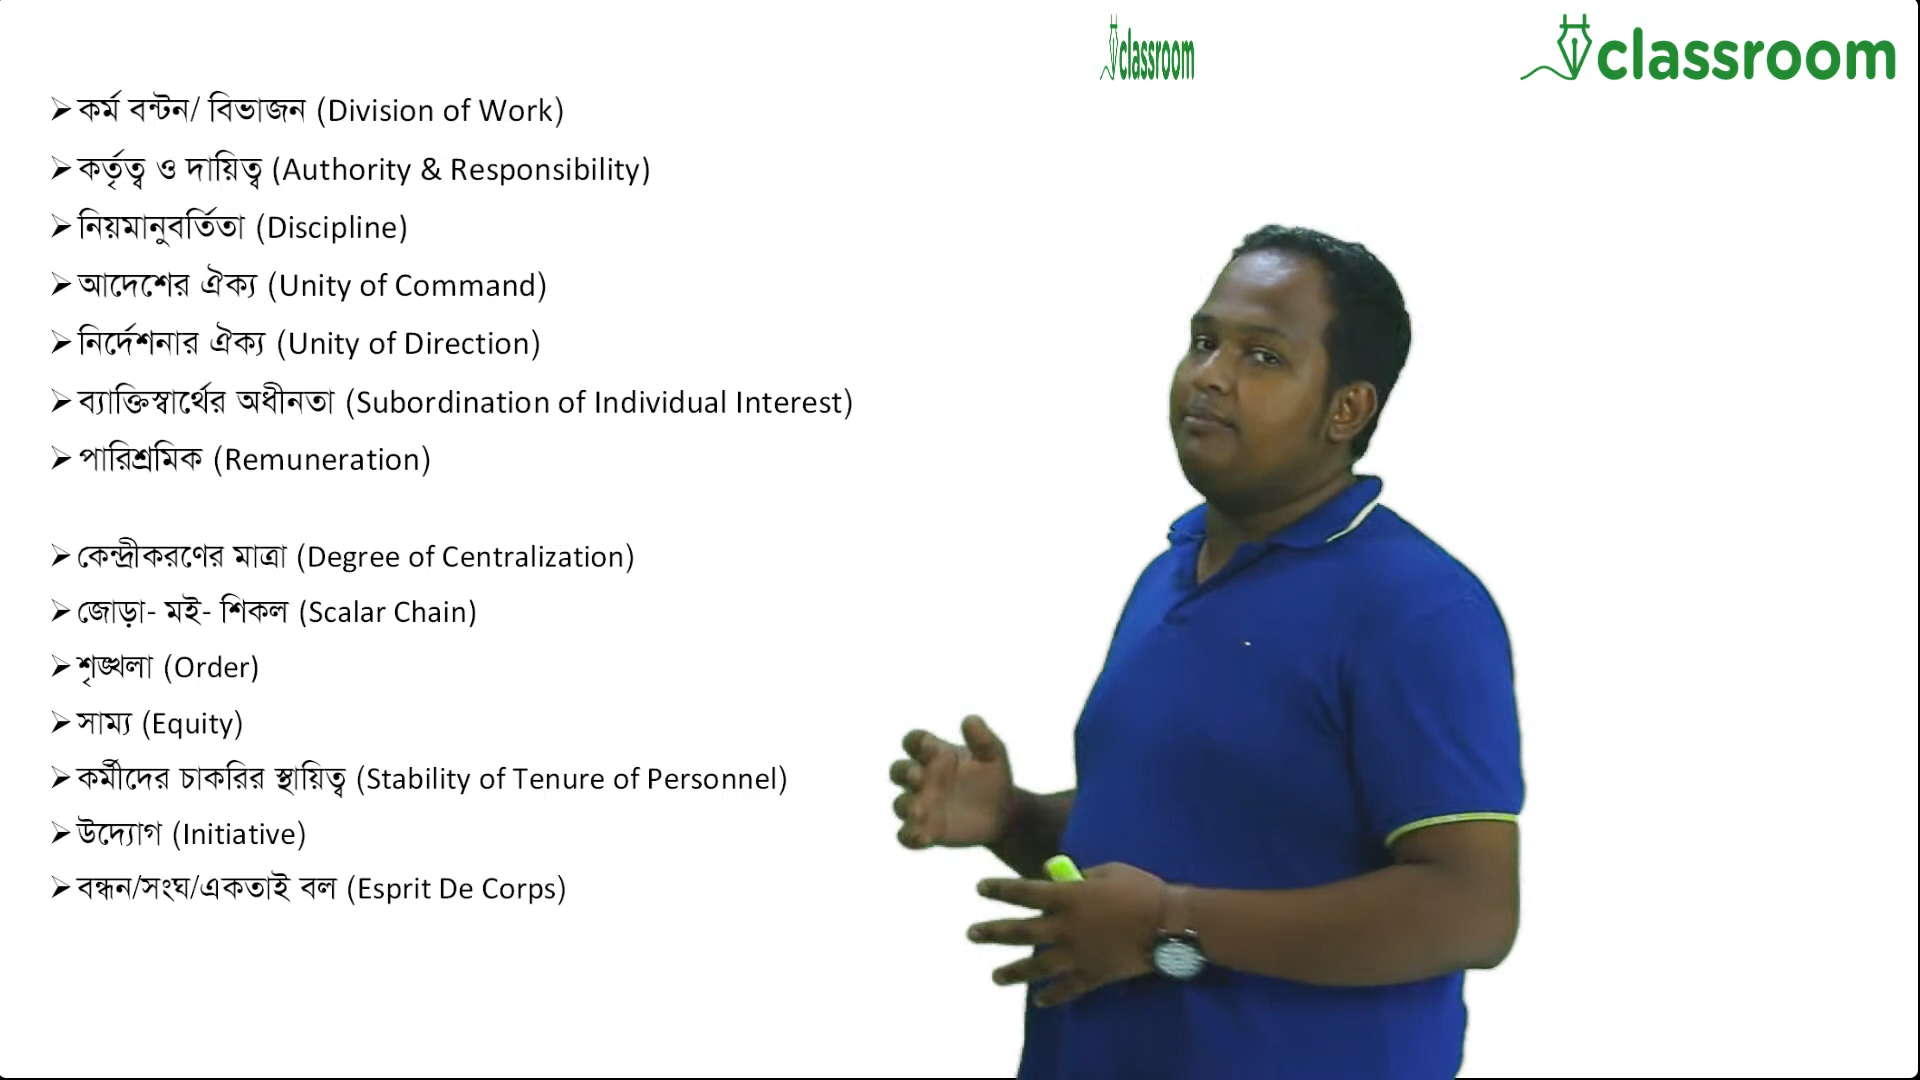 classroom
classroom
➢কর্ম বন্টন/ বিভাজন (Division of Work)
➢কর্তৃত্ব ও দায়িত্ব (Authority & Responsibility)
➢নিয়মানুবর্তিতা (Discipline)
➢আদেশের ঐক্য (Unity of Command)
➢নির্দেশনার ঐক্য (Unity of Direction)
➢ব্যাক্তিস্বার্থের অধীনতা (Subordination of Individual Interest)
➢পারিশ্রমিক (Remuneration)
➢কেন্দ্রীকরণের মাত্রা (Degree of Centralization)
➢জোড়া- মই- শিকল (Scalar Chain)
➢শৃঙ্খলা (Order)
➢সাম্য (Equity)
➢কর্মীদের চাকরির স্থায়িত্ব (Stability of Tenure of Personnel)
➢উদ্যোগ (Initiative)
➢বন্ধন/সংঘ/একতাই বল (Esprit De Corps)